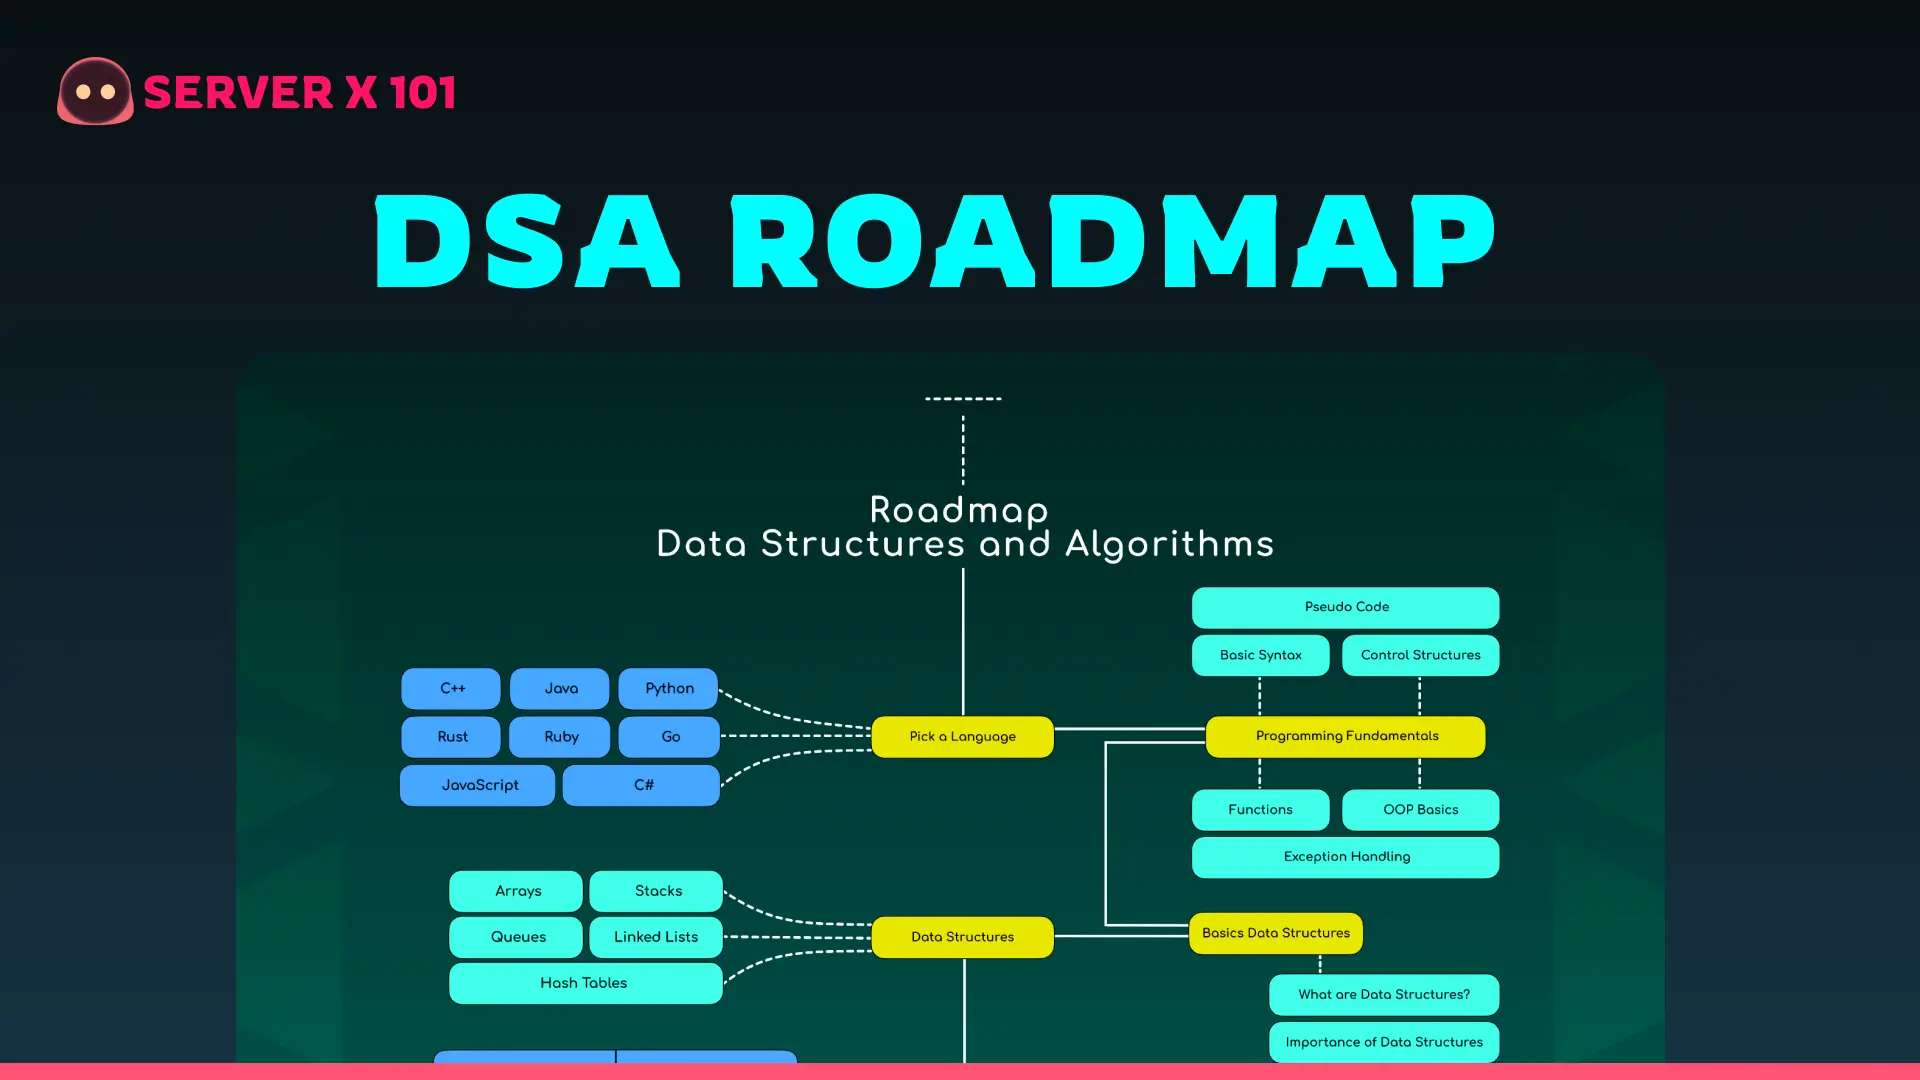 SERVER X 101
DSA ROADMAP
Roadmap
Data Structures and Algorithms
Pseudo Code
Basic Syntax
Control Structures
C++
Java
Python
Rust
Ruby
Go
Pick a Language
Programming Fundamentals
JavaScript
C#
Functions
OOP Basics
Exception Handling
Arrays
Stacks
Queues
Linked Lists
Data Structures
Basics Data Structures
Hash Tables
What are Data Structures?
Importance of Data Structures